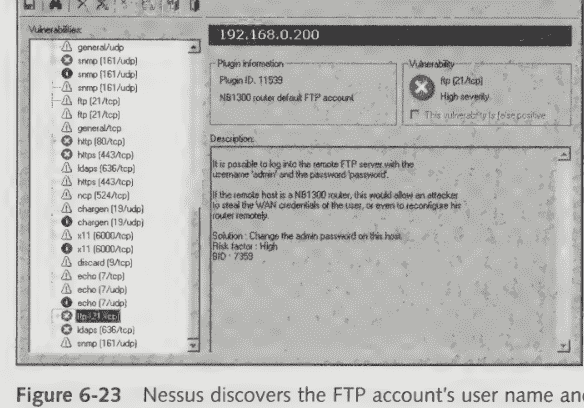 Vulnerabilities:
general/udp
snmp (161/udp)
snmp (161/udp)
snmp (161/udp)
ftp (21/tcp)
ftp (21/tcp)
general/tcp
http (80/tcp)
https (443/tcp)
ldaps (636/tcp)
https (443/tcp)
ncp (524/tcp)
chargen (19/udp)
chargen (19/udp)
x11 (6000/tcp)
x11 (6000/tcp)
discard (9/tcp)
echo (7/tcp)
echo (7/udp)
echo (7/udp)
ftp (21/tcp)
ldaps (636/tcp)
snmp (161/udp)
192.168.0.200
Plugin information
Plugin ID. 11539
NB1300 router default FTP account
Vulnerability
ftp (21/tcp)
High severity
This vulnerability is false positive
Description:
It is possible to log into the remote FTP server with the
username 'admin' and the password 'password'.
If the remote host is a NB1300 router, this would allow an attacker
to steal the WAN credentials of the user, or even to reconfigure his
router remotely.
Solution : Change the admin password on this host.
Risk factor : High
BID : 7359
Figure 6-23 Nessus discovers the FTP account's user name an